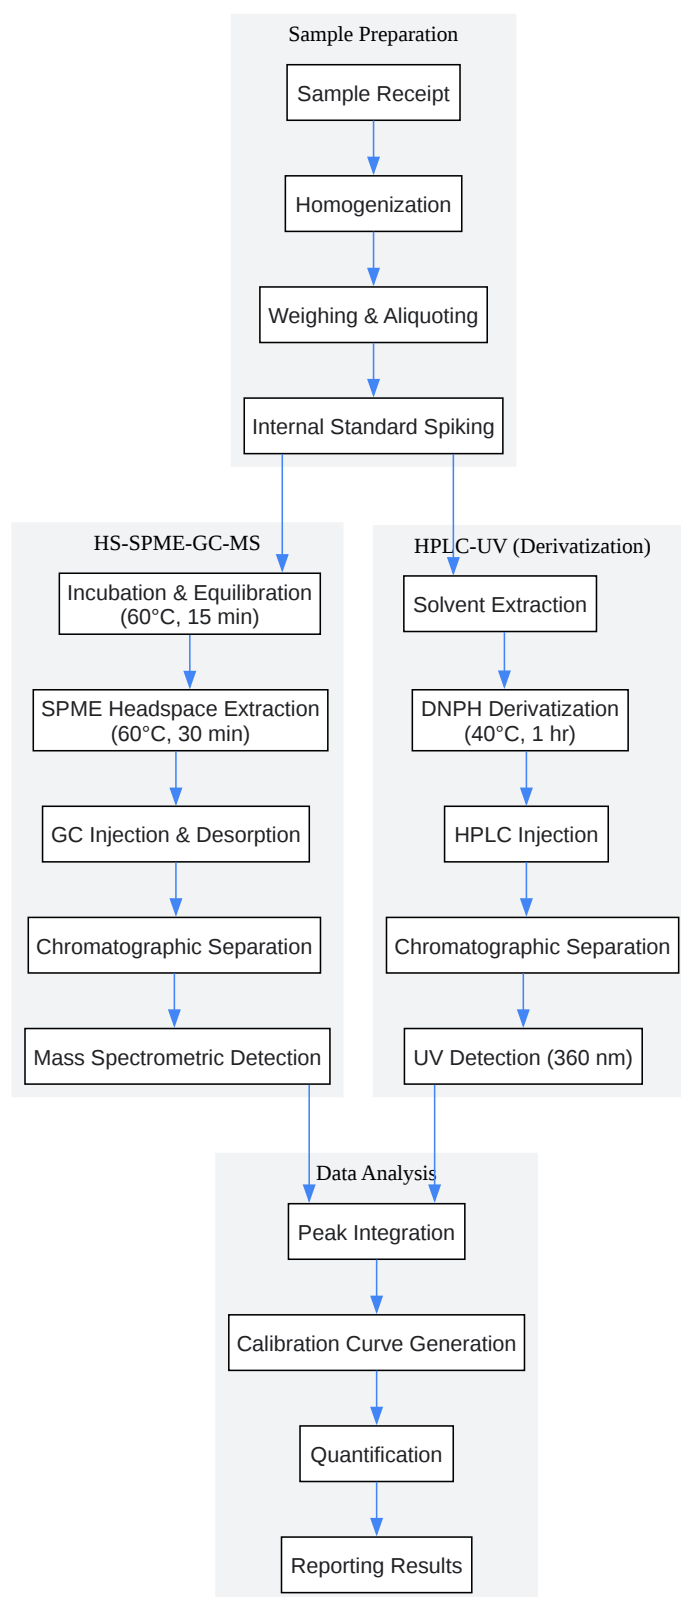 Sample Preparation
Sample Receipt
Homogenization
Weighing & Aliquoting
Internal Standard Spiking
HS-SPME-GC-MS
Incubation & Equilibration
(60°C, 15 min)
SPME Headspace Extraction
(60°C, 30 min)
GC Injection & Desorption
Chromatographic Separation
Mass Spectrometric Detection
HPLC-UV (Derivatization)
Solvent Extraction
DNPH Derivatization
(40°C, 1 hr)
HPLC Injection
Chromatographic Separation
UV Detection (360 nm)
Data Analysis
Peak Integration
Calibration Curve Generation
Quantification
Reporting Results